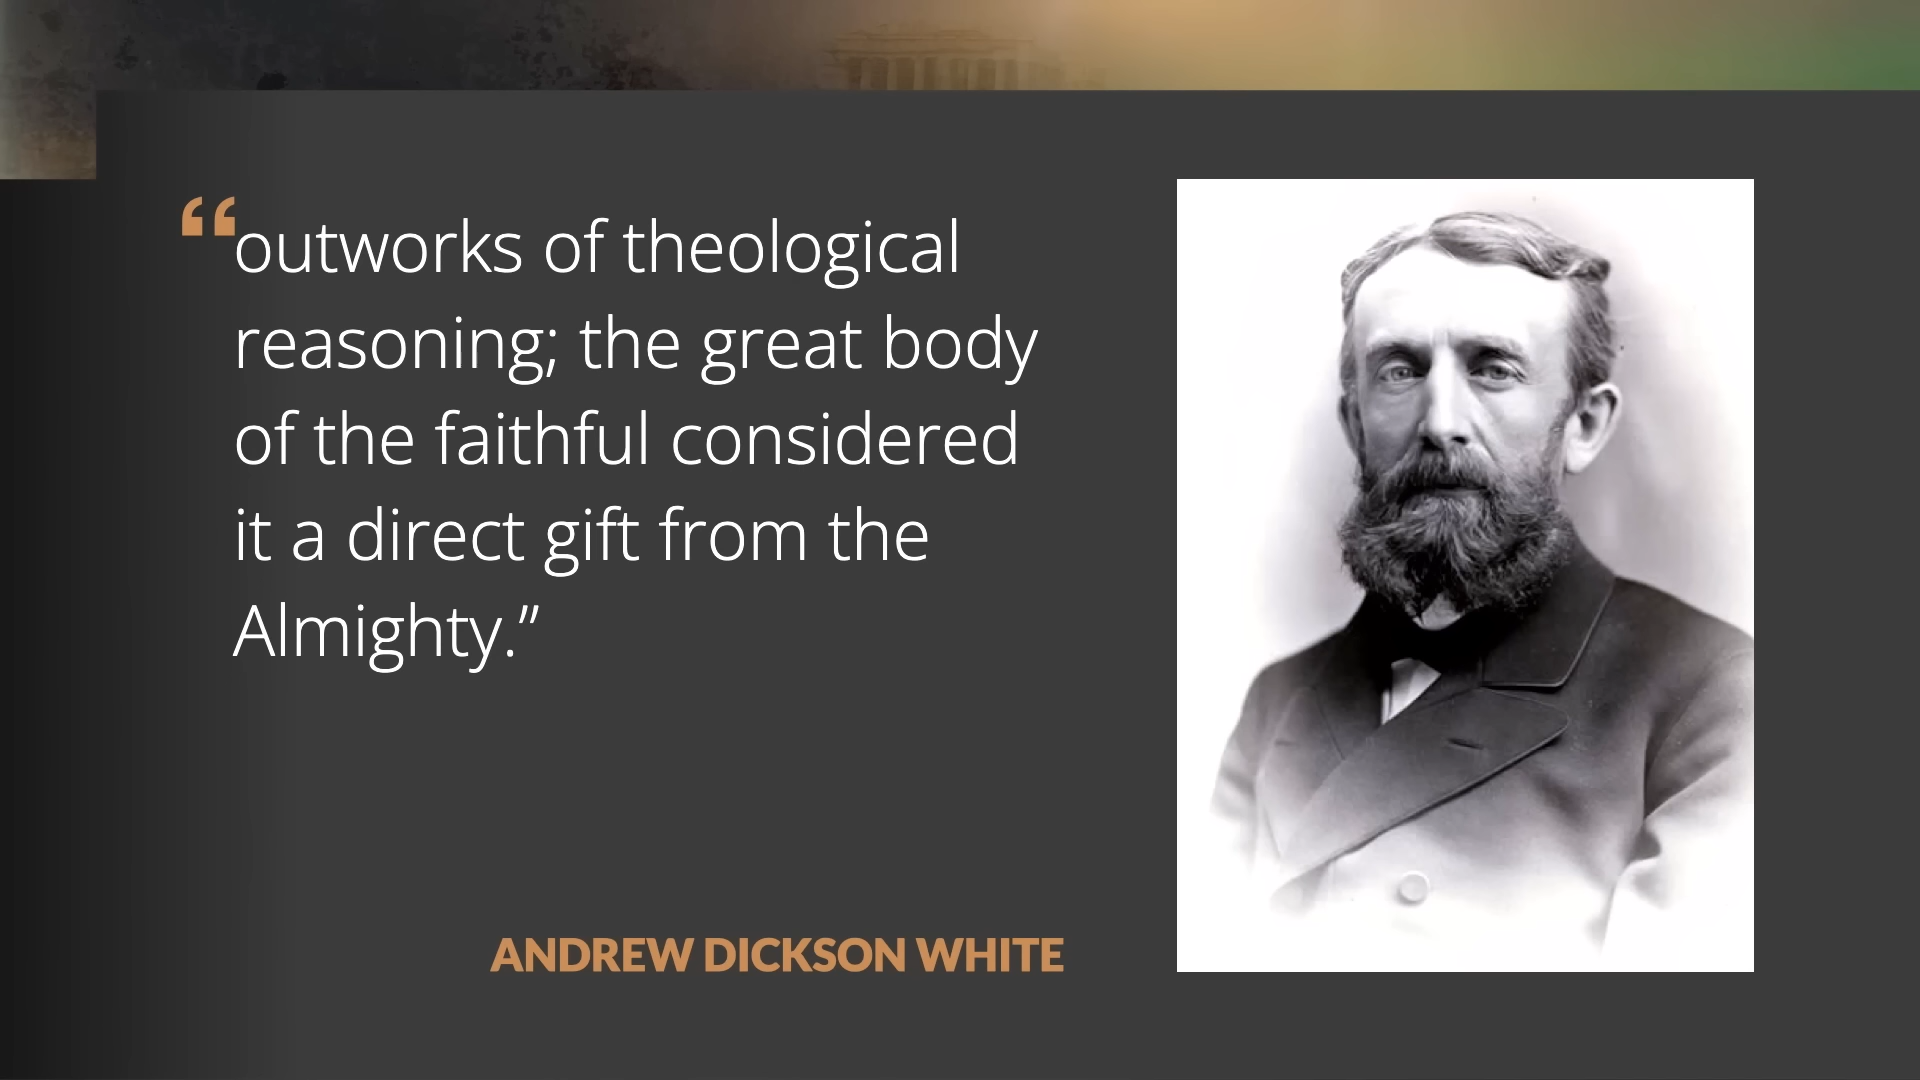 “outworks of theological
reasoning; the great body
of the faithful considered
it a direct gift from the
Almighty.”
ANDREW DICKSON WHITE